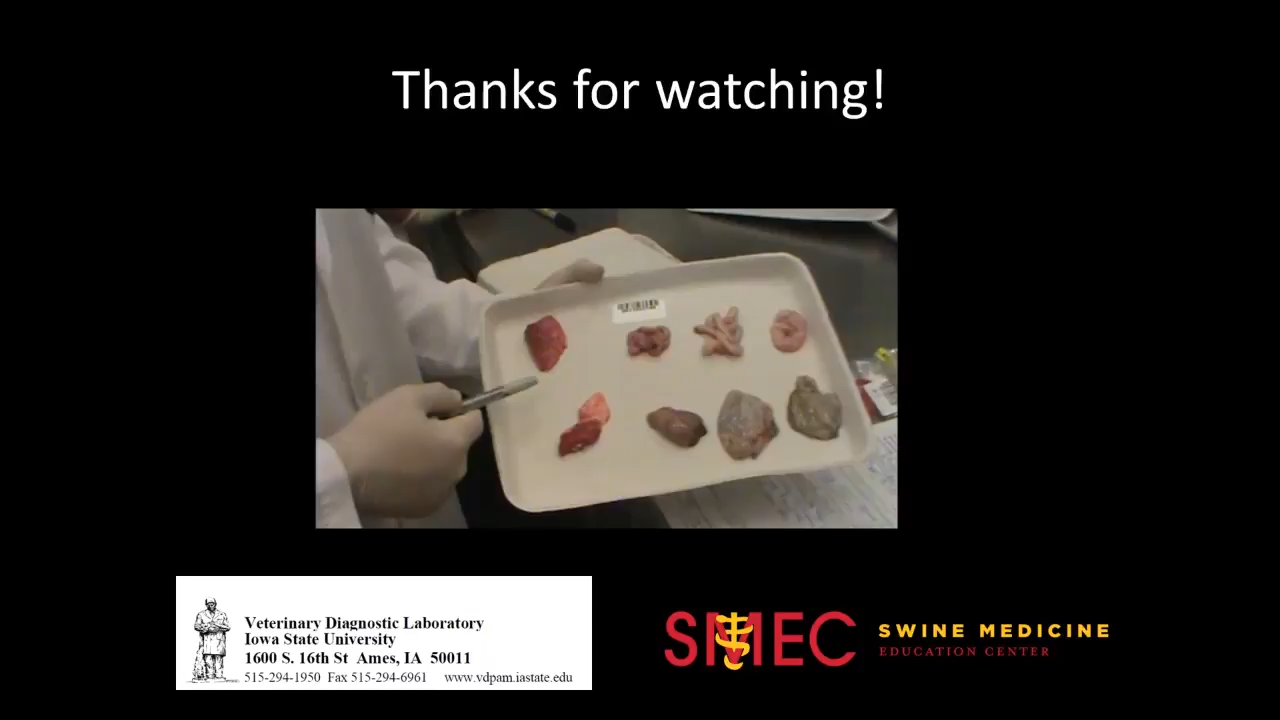 Thanks for watching!
Veterinary Diagnostic Laboratory
Iowa State University
1600 S. 16th St Ames, IA 50011
515-294-1950 Fax 515-294-6961 www.vdpam.iastate.edu
SMEC
SWINE MEDICINE
EDUCATION CENTER